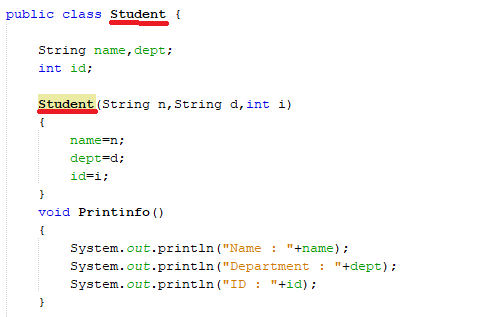 public class Student {
String name,dept;
int id;
Student(String n,String d,int i)
{
name=n;
dept=d;
id=i;
}
void Printinfo()
{
System.out.println("Name : "+name);
System.out.println("Department : "+dept);
System.out.println("ID : "+id);
}